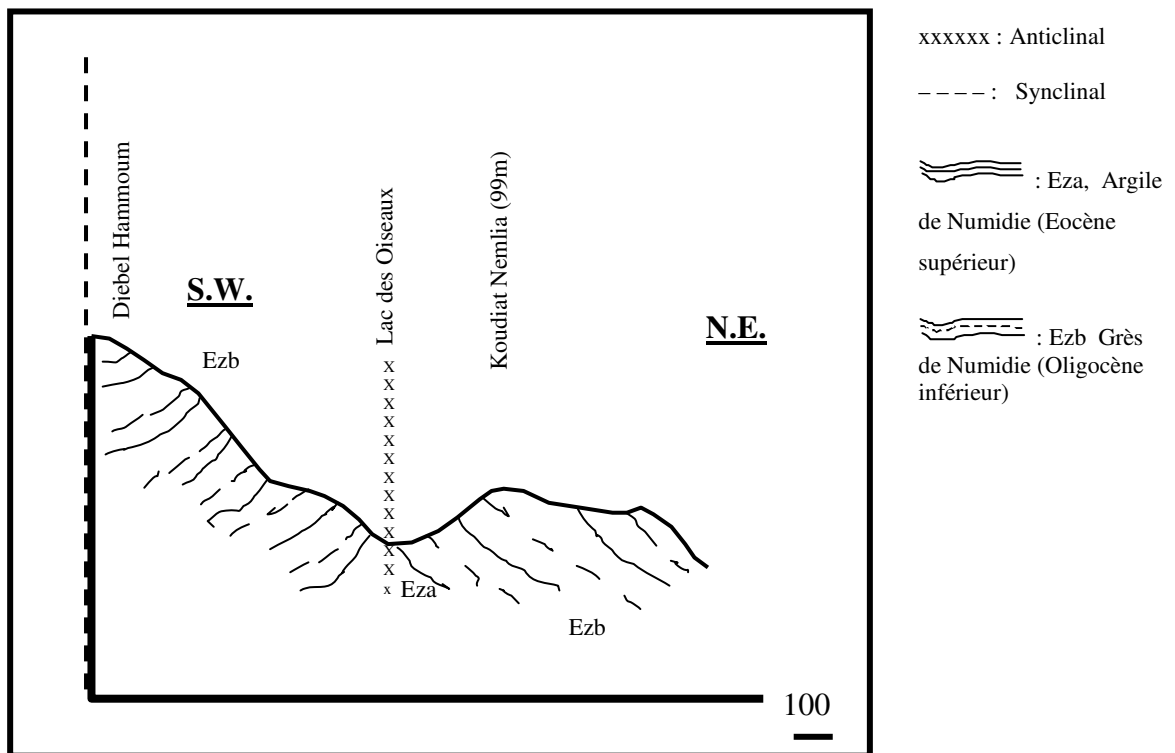 Diebel Hammoum
S.W.
Ezb
Lac des Oiseaux
x
X
X
X
X
X
X
X
X
X
X
X
x
Koudiat Nemlia (99m)
N.E.
Eza
Ezb
100
xxxxxx : Anticlinal
– – – – : Synclinal
: Eza, Argile
de Numidie (Eocène
supérieur)
: Ezb Grès
de Numidie (Oligocène
inférieur)